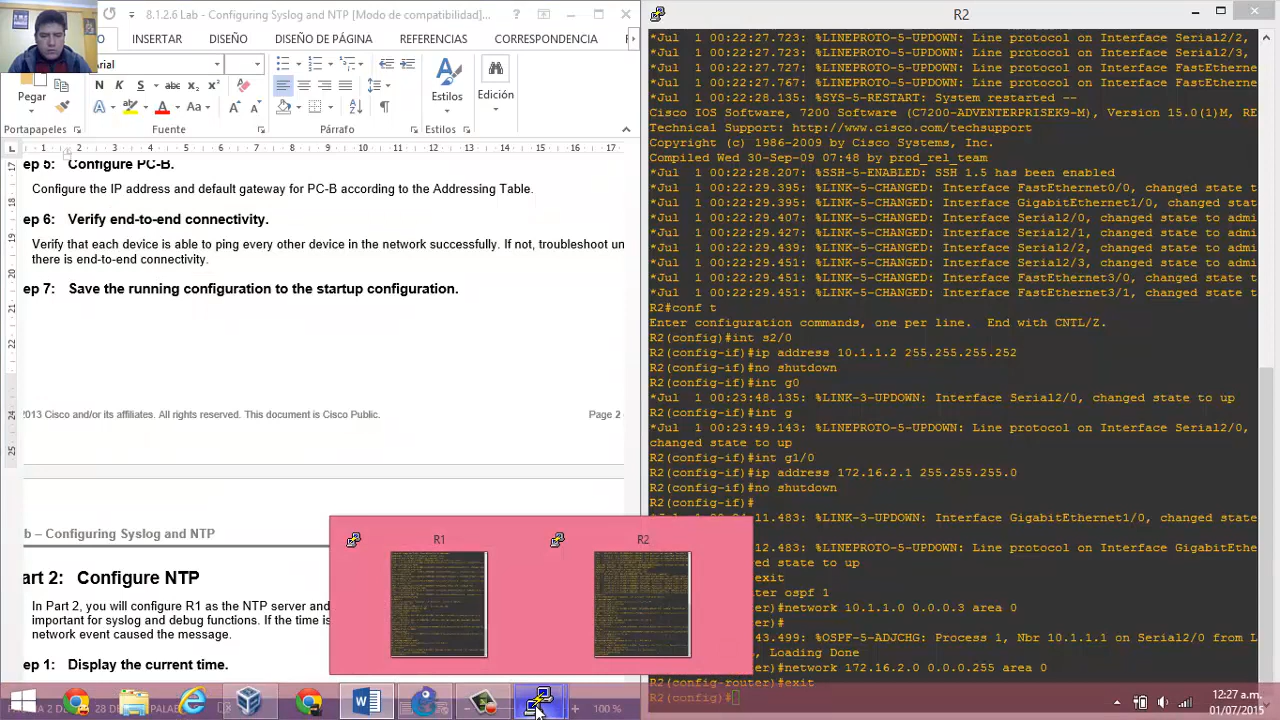 8.1.2.6 Lab - Configuring Syslog and NTP [Modo de compatibilidad]...
INSERTAR DISEÑO DISEÑO DE PÁGINA REFERENCIAS CORRESPONDENCIA
Arial
Pegar
Estilos Edición
Portapapeles Fuente Párrafo Estilos
ep 5: Configure PC-B.
Configure the IP address and default gateway for PC-B according to the Addressing Table.
ep 6: Verify end-to-end connectivity.
Verify that each device is able to ping every other device in the network successfully. If not, troubleshoot un
there is end-to-end connectivity.
ep 7: Save the running configuration to the startup configuration.
2013 Cisco and/or its affiliates. All rights reserved. This document is Cisco Public. Page 2
b – Configuring Syslog and NTP
art 2: Configure NTP
In Part 2, you will configure R1 as the NTP server and
important for syslog and debug functions. If the time is
network event caused the message.
ep 1: Display the current time.
R2
*Jul 1 00:22:27.723: %LINEPROTO-5-UPDOWN: Line protocol on Interface Serial2/2,
*Jul 1 00:22:27.723: %LINEPROTO-5-UPDOWN: Line protocol on Interface Serial2/3,
*Jul 1 00:22:27.727: %LINEPROTO-5-UPDOWN: Line protocol on Interface FastEtherne
*Jul 1 00:22:27.767: %LINEPROTO-5-UPDOWN: Line protocol on Interface FastEtherne
*Jul 1 00:22:28.135: %SYS-5-RESTART: System restarted --
Cisco IOS Software, 7200 Software (C7200-ADVENTERPRISEK9-M), Version 15.0(1)M, RE
Technical Support: http://www.cisco.com/techsupport
Copyright (c) 1986-2009 by Cisco Systems, Inc.
Compiled Wed 30-Sep-09 07:48 by prod_rel_team
*Jul 1 00:22:28.207: %SSH-5-ENABLED: SSH 1.5 has been enabled
*Jul 1 00:22:29.395: %LINK-5-CHANGED: Interface FastEthernet0/0, changed state t
*Jul 1 00:22:29.395: %LINK-5-CHANGED: Interface GigabitEthernet1/0, changed stat
*Jul 1 00:22:29.407: %LINK-5-CHANGED: Interface Serial2/0, changed state to admi
*Jul 1 00:22:29.427: %LINK-5-CHANGED: Interface Serial2/1, changed state to admi
*Jul 1 00:22:29.439: %LINK-5-CHANGED: Interface Serial2/2, changed state to admi
*Jul 1 00:22:29.451: %LINK-5-CHANGED: Interface Serial2/3, changed state to admi
*Jul 1 00:22:29.451: %LINK-5-CHANGED: Interface FastEthernet3/0, changed state t
*Jul 1 00:22:29.451: %LINK-5-CHANGED: Interface FastEthernet3/1, changed state t
R2#conf t
Enter configuration commands, one per line. End with CNTL/Z.
R2(config)#int s2/0
R2(config-if)#ip address 10.1.1.2 255.255.255.252
R2(config-if)#no shutdown
R2(config-if)#int g0
*Jul 1 00:23:48.135: %LINK-3-UPDOWN: Interface Serial2/0, changed state to up
R2(config-if)#int g
*Jul 1 00:23:49.143: %LINEPROTO-5-UPDOWN: Line protocol on Interface Serial2/0,
changed state to up
R2(config-if)#int g1/0
R2(config-if)#ip address 172.16.2.1 255.255.255.0
R2(config-if)#no shutdown
R2(config-if)#
11.483: %LINK-3-UPDOWN: Interface GigabitEthernet1/0, changed state
12.483: %LINEPROTO-5-UPDOWN: Line protocol on Interface GigabitEthe
ed state to up
exit
ter ospf 1
er)#network 10.1.1.0 0.0.0.3 area 0
er)#
43.499: %OSPF-5-ADJCHG: Process 1, Nbr 10.1.1.1 on Serial2/0 from L
, Loading Done
er)#network 172.16.2.0 0.0.0.255 area 0
R2(config-router)#exit
R2(config)#
R1 R2
100 %
12:27 a.m.
01/07/2015